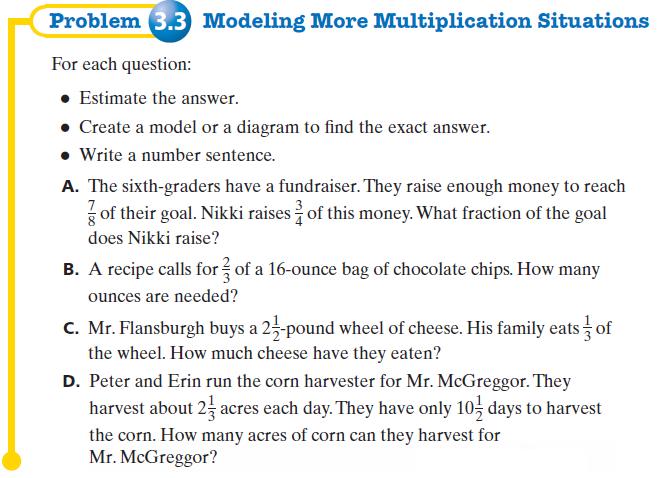 Problem 3.3 Modeling More Multiplication Situations
For each question:
• Estimate the answer.
• Create a model or a diagram to find the exact answer.
• Write a number sentence.
A. The sixth-graders have a fundraiser. They raise enough money to reach
7/8 of their goal. Nikki raises 3/4 of this money. What fraction of the goal
does Nikki raise?
B. A recipe calls for 2/3 of a 16-ounce bag of chocolate chips. How many
ounces are needed?
C. Mr. Flansburgh buys a 2 1/2-pound wheel of cheese. His family eats 1/3 of
the wheel. How much cheese have they eaten?
D. Peter and Erin run the corn harvester for Mr. McGreggor. They
harvest about 2 1/3 acres each day. They have only 10 1/2 days to harvest
the corn. How many acres of corn can they harvest for
Mr. McGreggor?